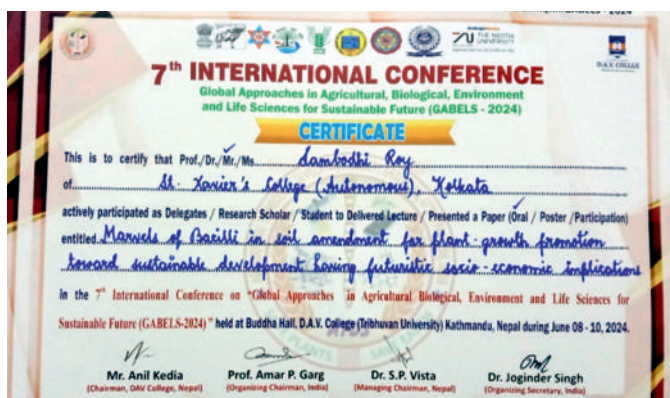 GABELS - 2024
THE NEOTIA
UNIVERSITY
D.A.V. COLLEGE
7th INTERNATIONAL CONFERENCE
Global Approaches in Agricultural, Biological, Environment
and Life Sciences for Sustainable Future (GABELS - 2024)
CERTIFICATE
This is to certify that Prof./Dr./Mr./Ms. Sambodhi Roy
of St. Xavier's College (Autonomous), Kolkata
actively participated as Delegates / Research Scholar / Student to Delivered Lecture / Presented a Paper (Oral / Poster /Participation)
entitled Marvels of Bacilli in soil amendment for plant-growth promotion
toward sustainable development having futuristic socio-economic implications
in the 7th International Conference on "Global Approaches in Agricultural Biological, Environment and Life Sciences for
Sustainable Future (GABELS-2024)" held at Buddha Hall, D.A.V. College (Tribhuvan University) Kathmandu, Nepal during June 08 - 10, 2024.
Mr. Anil Kedia
(Chairman, DAV College, Nepal)
Prof. Amar P. Garg
(Organizing Chairman, India)
Dr. S.P. Vista
(Managing Chairman, Nepal)
Dr. Joginder Singh
(Organizing Secretary, India)